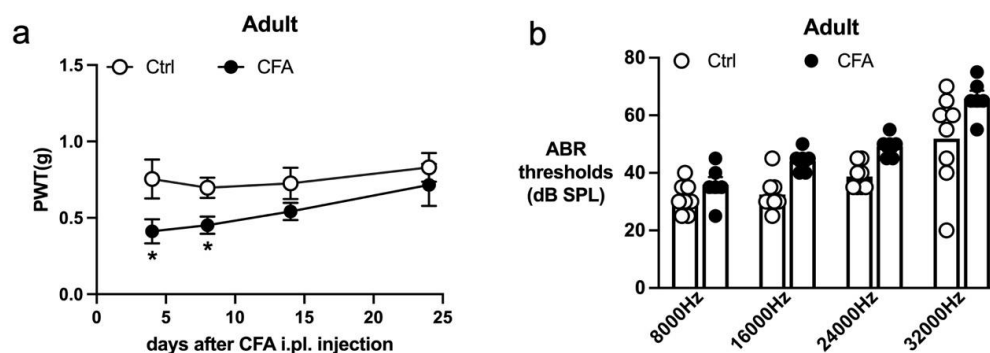 a
Adult
Ctrl CFA
1.5
1.0
0.5
0.0
PWT(g)
* *
0 5 10 15 20 25
days after CFA i.pl. injection
b
Adult
Ctrl CFA
80
60
40
20
0
ABR
thresholds
(dB SPL)
8000Hz 16000Hz 24000Hz 32000Hz